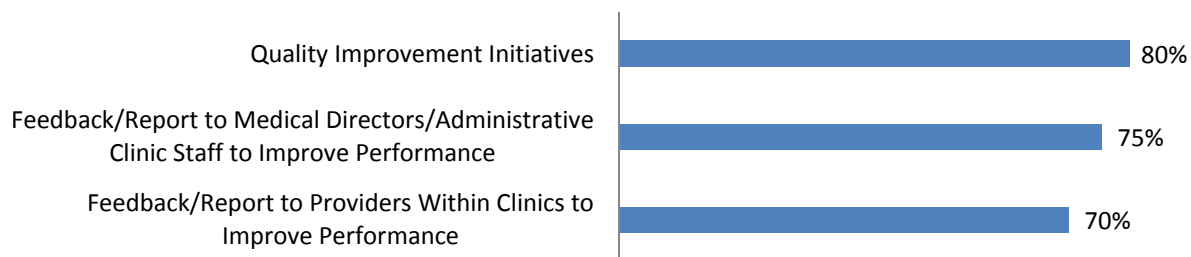 Quality Improvement Initiatives
80%
Feedback/Report to Medical Directors/Administrative
Clinic Staff to Improve Performance
75%
Feedback/Report to Providers Within Clinics to
Improve Performance
70%